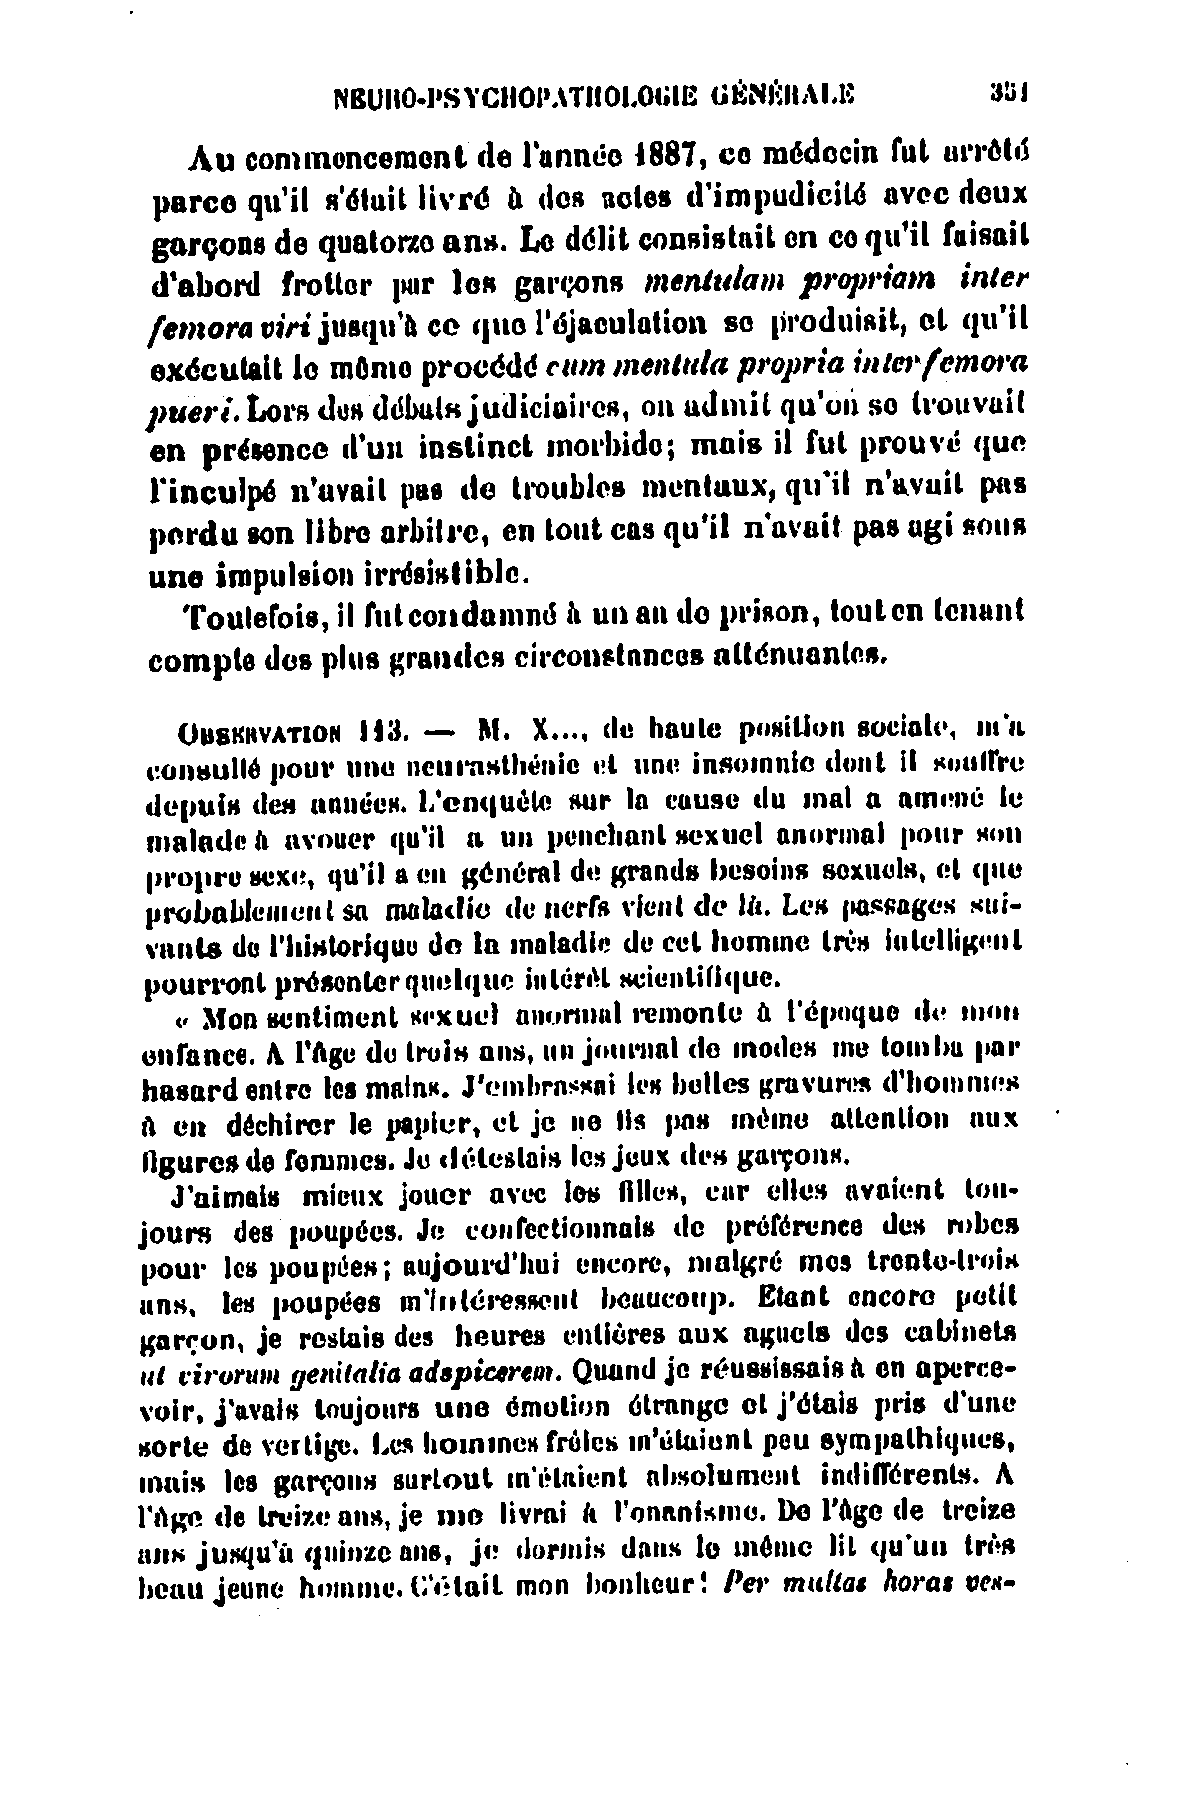 NEURO-PSYCHOPATHOLOGIE GÉNÉRALE 351
Au commencement de l'année 1887, ce médecin fut arrêté
parce qu'il s'était livré à des actes d'impudicité avec deux
garçons de quatorze ans. Le délit consistait en ce qu'il faisait
d'abord frotter par les garçons mentulam propriam inter
femora viri jusqu'à ce que l'éjaculation se produisit, et qu'il
exécutait le même procédé cum mentula propria inter femora
pueri. Lors des débats judiciaires, on admit qu'on se trouvait
en présence d'un instinct morbide; mais il fut prouvé que
l'inculpé n'avait pas de troubles mentaux, qu'il n'avait pas
perdu son libre arbitre, en tout cas qu'il n'avait pas agi sous
une impulsion irrésistible.
Toutefois, il fut condamné à un an de prison, tout en tenant
compte des plus grandes circonstances atténuantes.
OBSERVATION 113. — M. X..., de haute position sociale, m'a
consulté pour une neurasthénie et une insomnie dont il souffre
depuis des années. L'enquête sur la cause du mal a amené le
malade à avouer qu'il a un penchant sexuel anormal pour son
propre sexe, qu'il a en général de grands besoins sexuels, et que
probablement sa maladie de nerfs vient de là. Les passages sui-
vants de l'historique de la maladie de cet homme très intelligent
pourront présenter quelque intérêt scientifique.
« Mon sentiment sexuel anormal remonte à l'époque de mon
enfance. A l'âge de trois ans, un journal de modes me tomba par
hasard entre les mains. J'embrassai les belles gravures d'hommes
à en déchirer le papier, et je ne fis pas même attention aux
figures de femmes. Je détestais les jeux des garçons.
J'aimais mieux jouer avec les filles, car elles avaient tou-
jours des poupées. Je confectionnais de préférence des robes
pour les poupées; aujourd'hui encore, malgré mes trente-trois
ans, les poupées m'intéressent beaucoup. Etant encore petit
garçon, je restais des heures entières aux aguets des cabinets
ut virorum genitalia adspicerem. Quand je réussissais à en aperce-
voir, j'avais toujours une émotion étrange et j'étais pris d'une
sorte de vertige. Les hommes frêles m'étaient peu sympathiques,
mais les garçons surtout m'étaient absolument indifférents. A
l'âge de treize ans, je me livrai à l'onanisme. De l'âge de treize
ans jusqu'à quinze ans, je dormis dans le même lit qu'un très
beau jeune homme. C'était mon bonheur! Per multas horas ves-